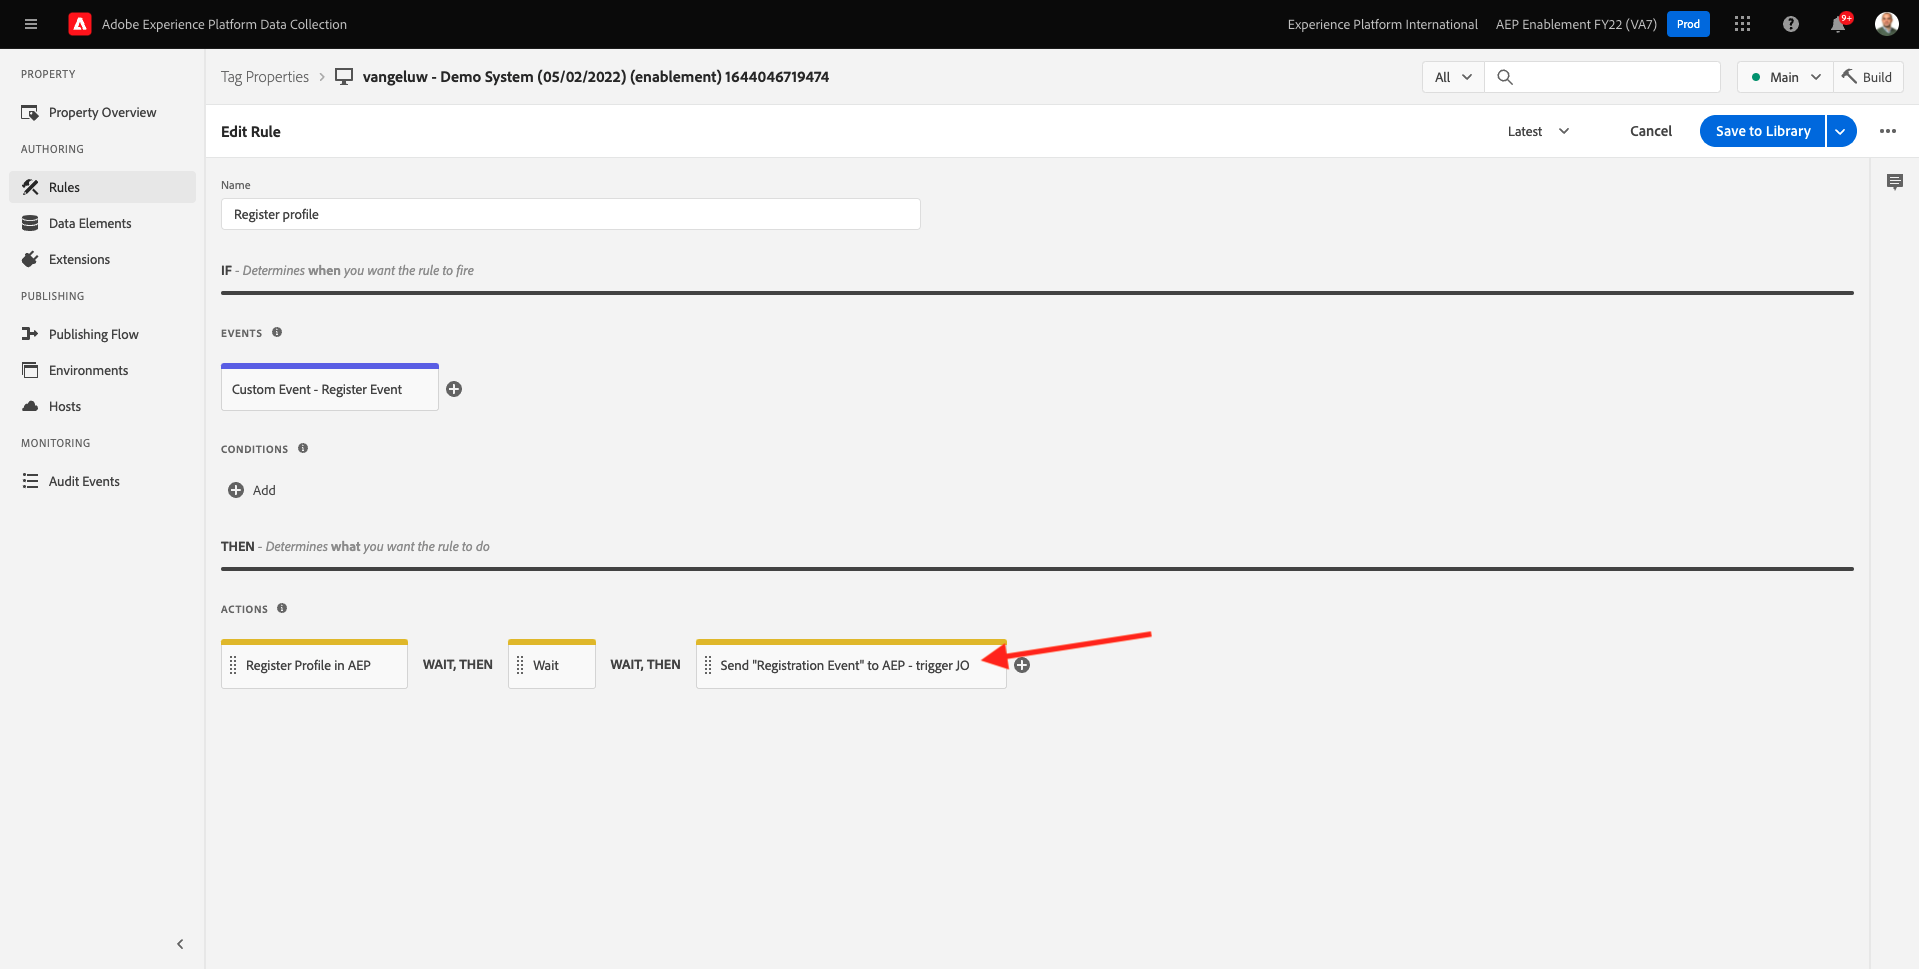 Adobe Experience Platform Data Collection
Experience Platform International
AEP Enablement FY22 (VA7)
Prod
9+
PROPERTY
Property Overview
AUTHORING
Rules
Data Elements
Extensions
PUBLISHING
Publishing Flow
Environments
Hosts
MONITORING
Audit Events
Tag Properties > vangeluw - Demo System (05/02/2022) (enablement) 1644046719474
All
Main
Build
Edit Rule
Latest
Cancel
Save to Library
Name
Register profile
IF - Determines when you want the rule to fire
EVENTS
Custom Event - Register Event
CONDITIONS
Add
THEN - Determines what you want the rule to do
ACTIONS
Register Profile in AEP WAIT, THEN Wait WAIT, THEN Send "Registration Event" to AEP - trigger JO